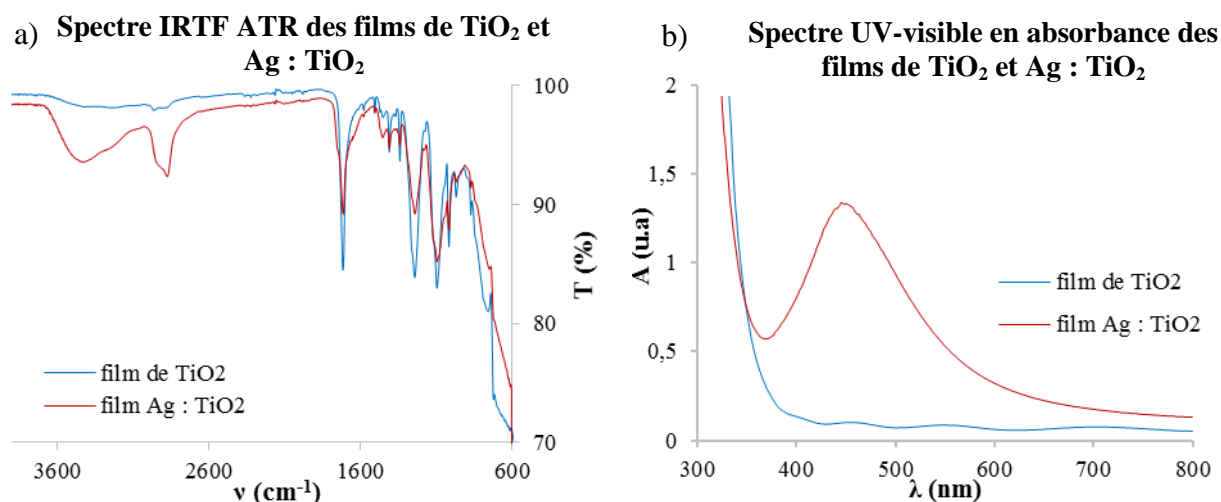 a) Spectre IRTF ATR des films de TiO₂ et
Ag : TiO₂
100
90
T (%)
80
70
film de TiO2
film Ag : TiO2
3600
2600
1600
600
ν (cm⁻¹)
b) Spectre UV-visible en absorbance des
films de TiO₂ et Ag : TiO₂
2
1,5
A (u.a)
1
0,5
0
film de TiO2
film Ag : TiO2
300
400
500
600
700
800
λ (nm)